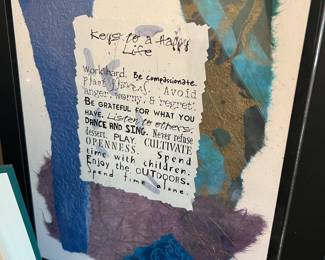 Keys to a Happy
Life
Work hard. Be compassionate.
plant flowers. Avoid
anger, worry, & regret.
BE GRATEFUL FOR WHAT YOU
HAVE. Listen to others.
DANCE AND SING. Never refuse
dessert. PLAY. CULTIVATE
OPENNESS. Spend
time with children.
Enjoy the OUTDOORS.
Spend time alone.